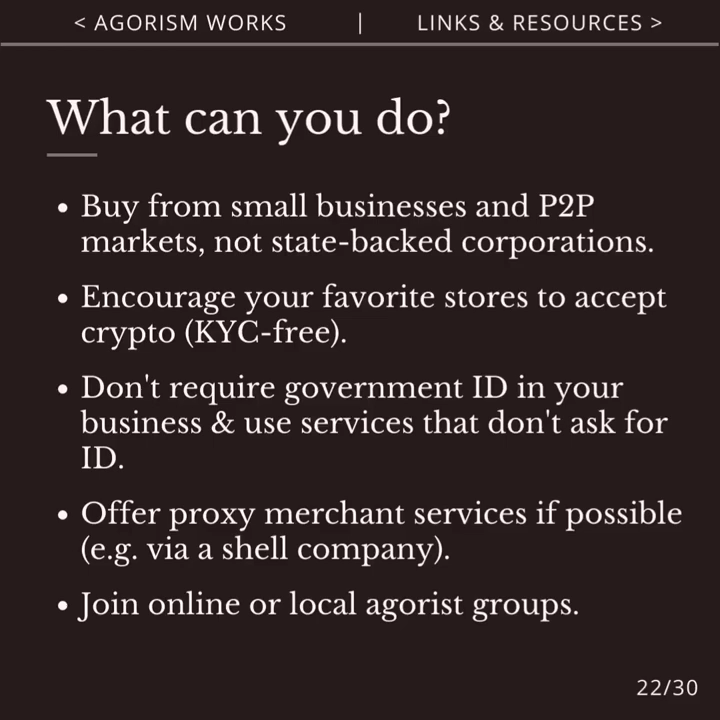 < AGORISM WORKS | LINKS & RESOURCES >
What can you do?
• Buy from small businesses and P2P
markets, not state-backed corporations.
• Encourage your favorite stores to accept
crypto (KYC-free).
• Don't require government ID in your
business & use services that don't ask for
ID.
• Offer proxy merchant services if possible
(e.g. via a shell company).
• Join online or local agorist groups.
22/30